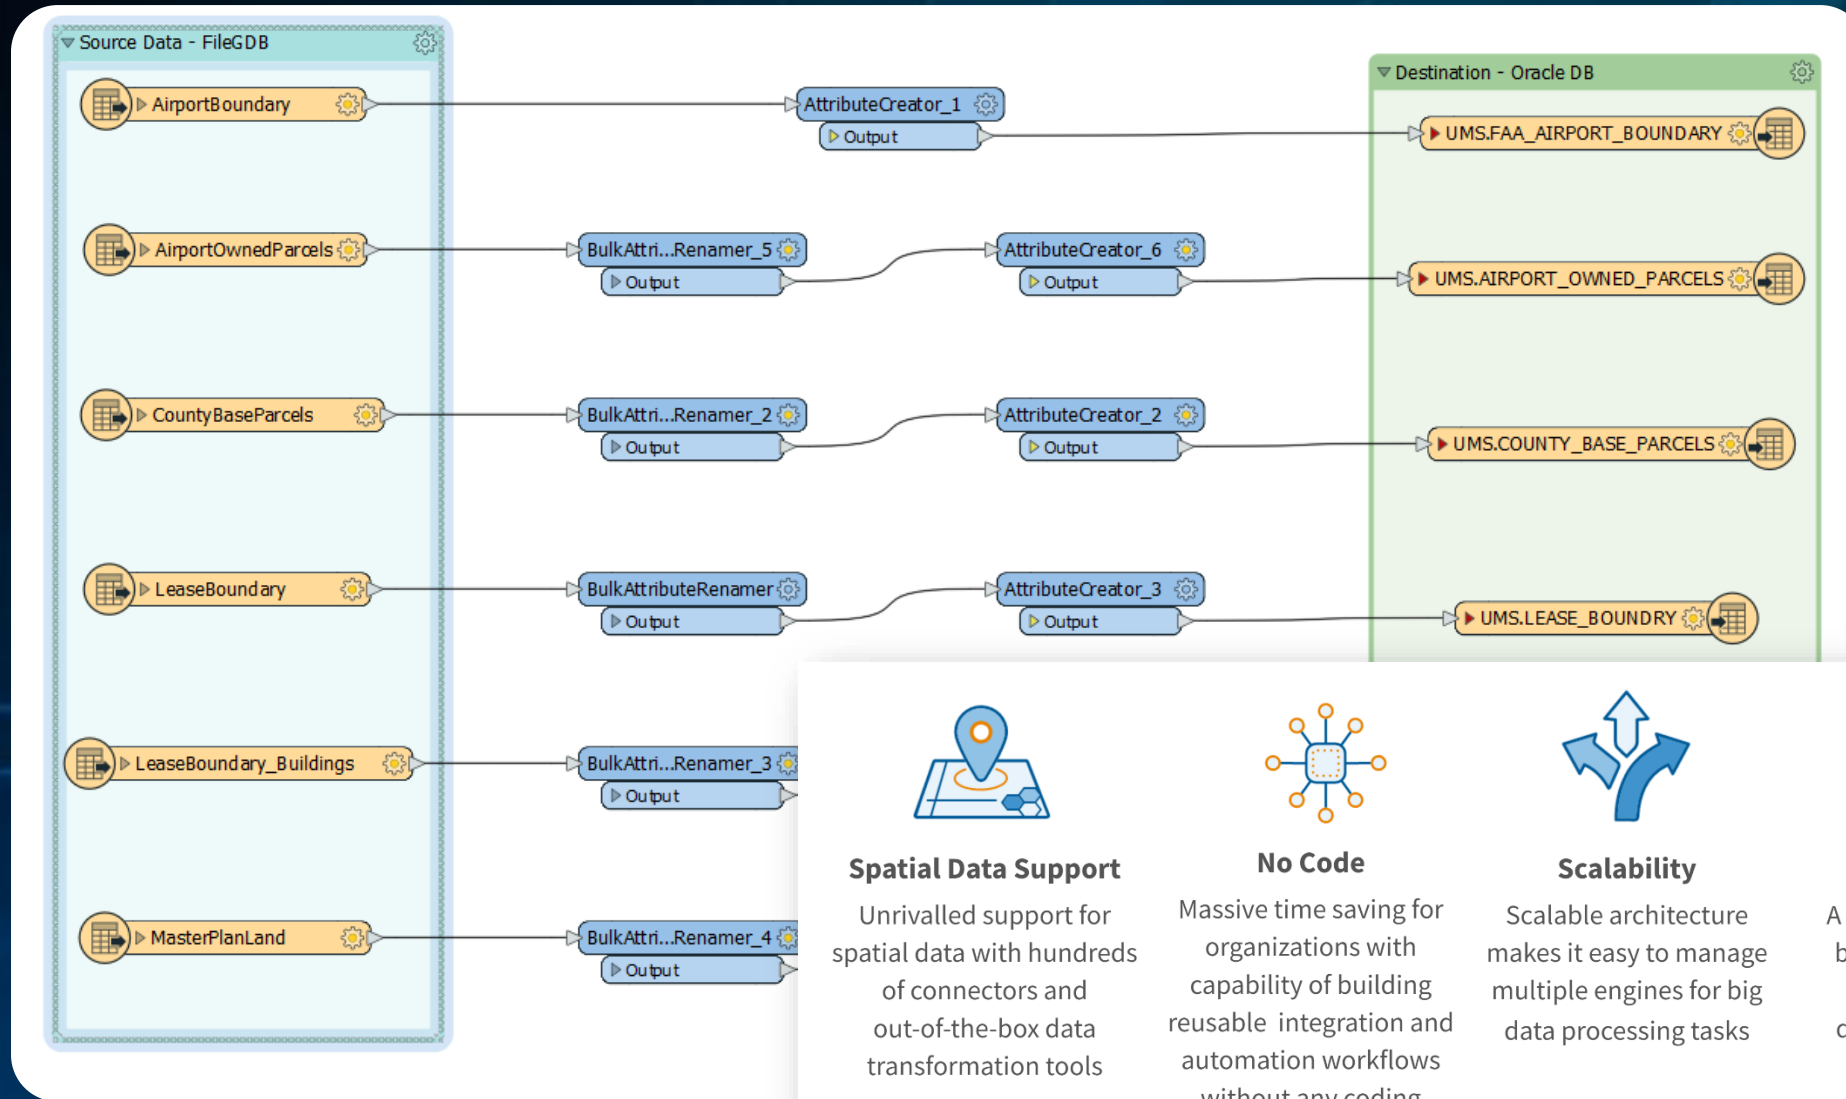 Source Data - FileGDB
Destination - Oracle DB
AirportBoundary
AttributeCreator_1
Output
UMS.FAA_AIRPORT_BOUNDARY
AirportOwnedParcels
BulkAttri...Renamer_5
Output
AttributeCreator_6
Output
UMS.AIRPORT_OWNED_PARCELS
CountyBaseParcels
BulkAttri...Renamer_2
Output
AttributeCreator_2
Output
UMS.COUNTY_BASE_PARCELS
LeaseBoundary
BulkAttributeRenamer
Output
AttributeCreator_3
Output
UMS.LEASE_BOUNDRY
LeaseBoundary_Buildings
BulkAttri...Renamer_3
Output
MasterPlanLand
BulkAttri...Renamer_4
Output
Spatial Data Support
Unrivalled support for
spatial data with hundreds
of connectors and
out-of-the-box data
transformation tools
No Code
Massive time saving for
organizations with
capability of building
reusable integration and
automation workflows
without any coding
Scalability
Scalable architecture
makes it easy to manage
multiple engines for big
data processing tasks
A